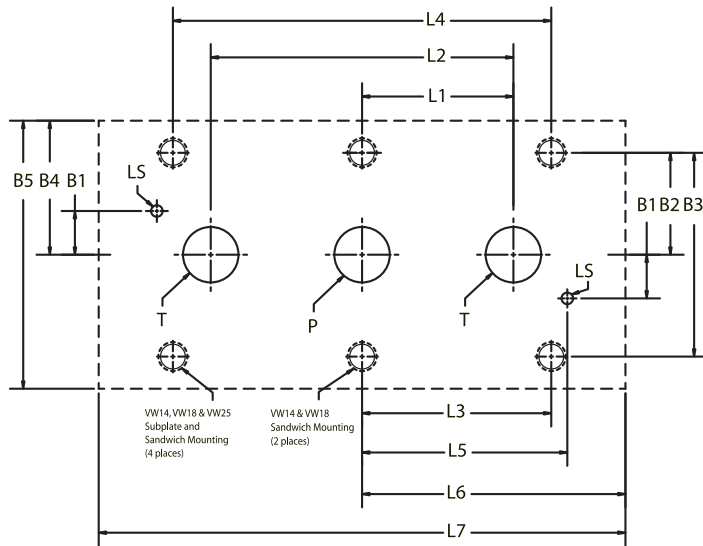 L4
L2
L1
B5 B4 B1
LS
B1 B2 B3
LS
T
P
T
VW14, VW18 & VW25
Subplate and
Sandwich Mounting
(4 places)
VW14 & VW18
Sandwich Mounting
(2 places)
L3
L5
L6
L7